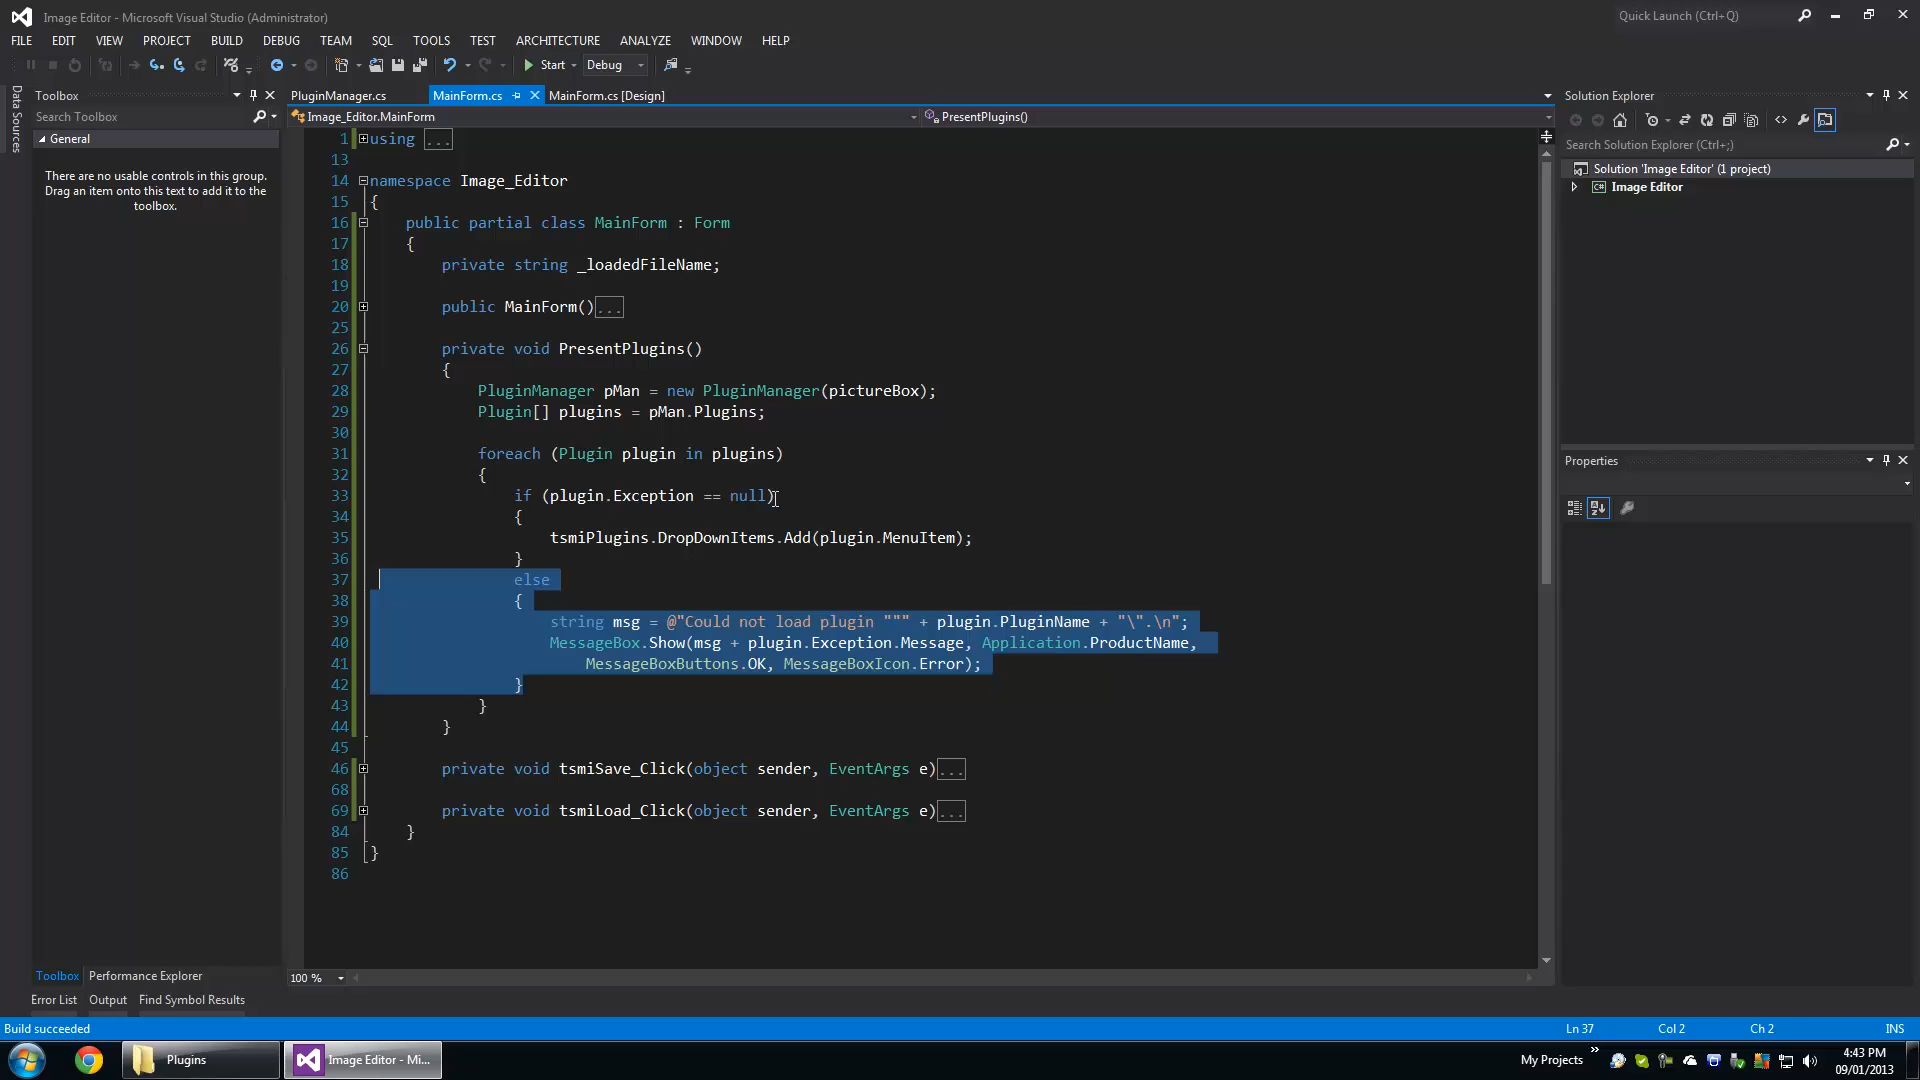 Image Editor - Microsoft Visual Studio (Administrator)
Quick Launch (Ctrl+Q)
FILE EDIT VIEW PROJECT BUILD DEBUG TEAM SQL TOOLS TEST ARCHITECTURE ANALYZE WINDOW HELP
Start Debug
Data Sources
Toolbox
Search Toolbox
General
There are no usable controls in this group.
Drag an item onto this text to add it to the
toolbox.
PluginManager.cs MainForm.cs MainForm.cs [Design]
Image_Editor.MainForm PresentPlugins()
1 using ...
13
14 namespace Image_Editor
15 {
16 public partial class MainForm : Form
17 {
18 private string _loadedFileName;
19
20 public MainForm()...
25
26 private void PresentPlugins()
27 {
28 PluginManager pMan = new PluginManager(pictureBox);
29 Plugin[] plugins = pMan.Plugins;
30
31 foreach (Plugin plugin in plugins)
32 {
33 if (plugin.Exception == null)
34 {
35 tsmiPlugins.DropDownItems.Add(plugin.MenuItem);
36 }
37 else
38 {
39 string msg = @"Could not load plugin """ + plugin.PluginName + "\".\n";
40 MessageBox.Show(msg + plugin.Exception.Message, Application.ProductName,
41 MessageBoxButtons.OK, MessageBoxIcon.Error);
42 }
43 }
44 }
45
46 private void tsmiSave_Click(object sender, EventArgs e)...
68
69 private void tsmiLoad_Click(object sender, EventArgs e)...
84 }
85 }
86
100 %
Solution Explorer
Search Solution Explorer (Ctrl+;)
Solution 'Image Editor' (1 project)
C# Image Editor
Properties
Toolbox Performance Explorer
Error List Output Find Symbol Results
Build succeeded
Ln 37 Col 2 Ch 2 INS
Plugins
Image Editor - Mi...
My Projects
4:43 PM
09/01/2013